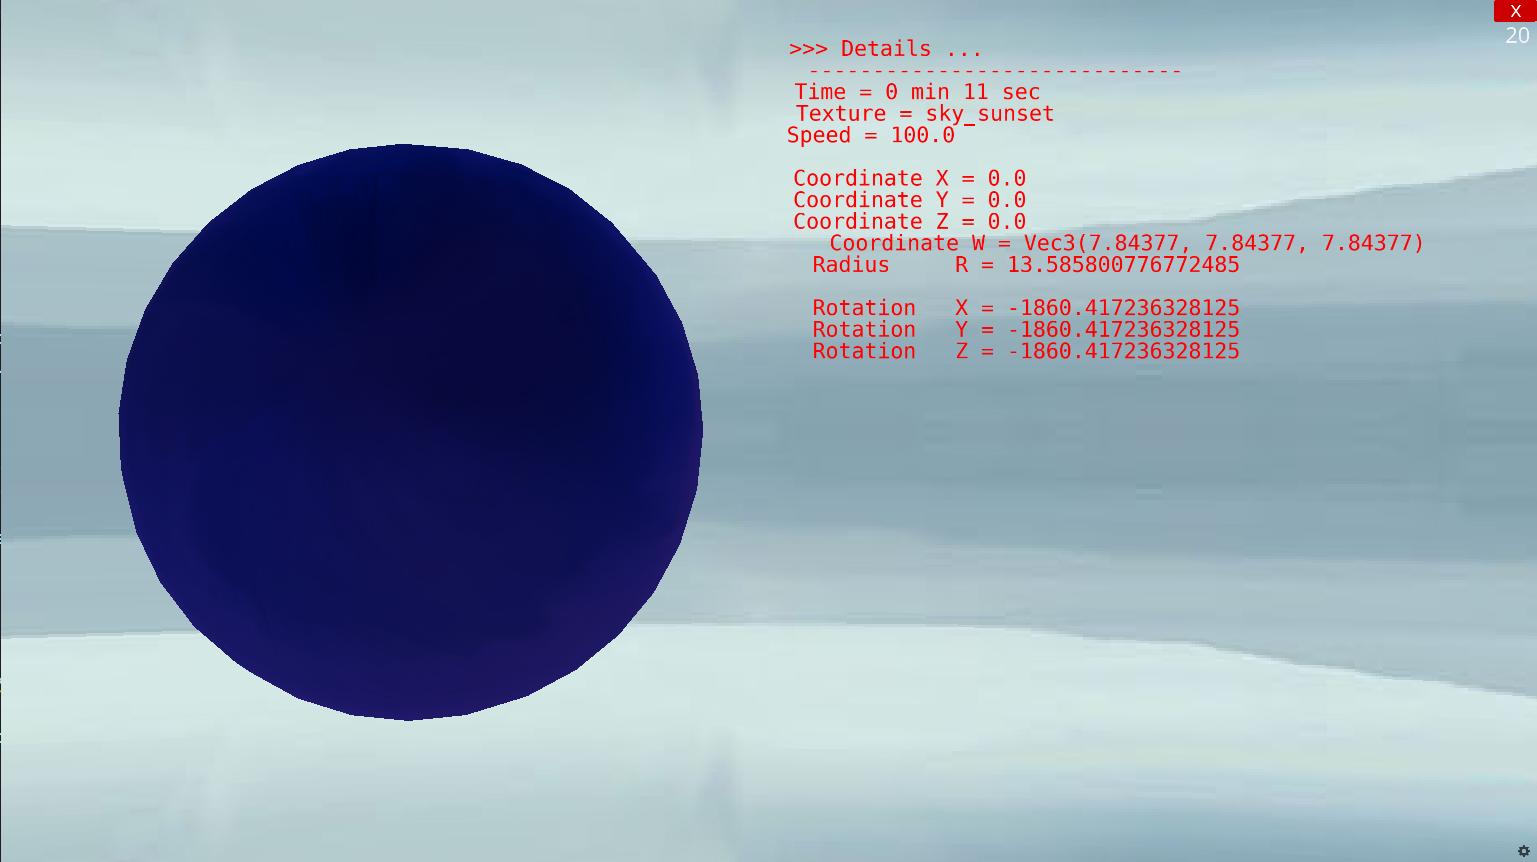 X
20
>>> Details ...
-----------------------------
Time = 0 min 11 sec
Texture = sky_sunset
Speed = 100.0
Coordinate X = 0.0
Coordinate Y = 0.0
Coordinate Z = 0.0
Coordinate W = Vec3(7.84377, 7.84377, 7.84377)
Radius     R = 13.585800776772485
Rotation   X = -1860.417236328125
Rotation   Y = -1860.417236328125
Rotation   Z = -1860.417236328125